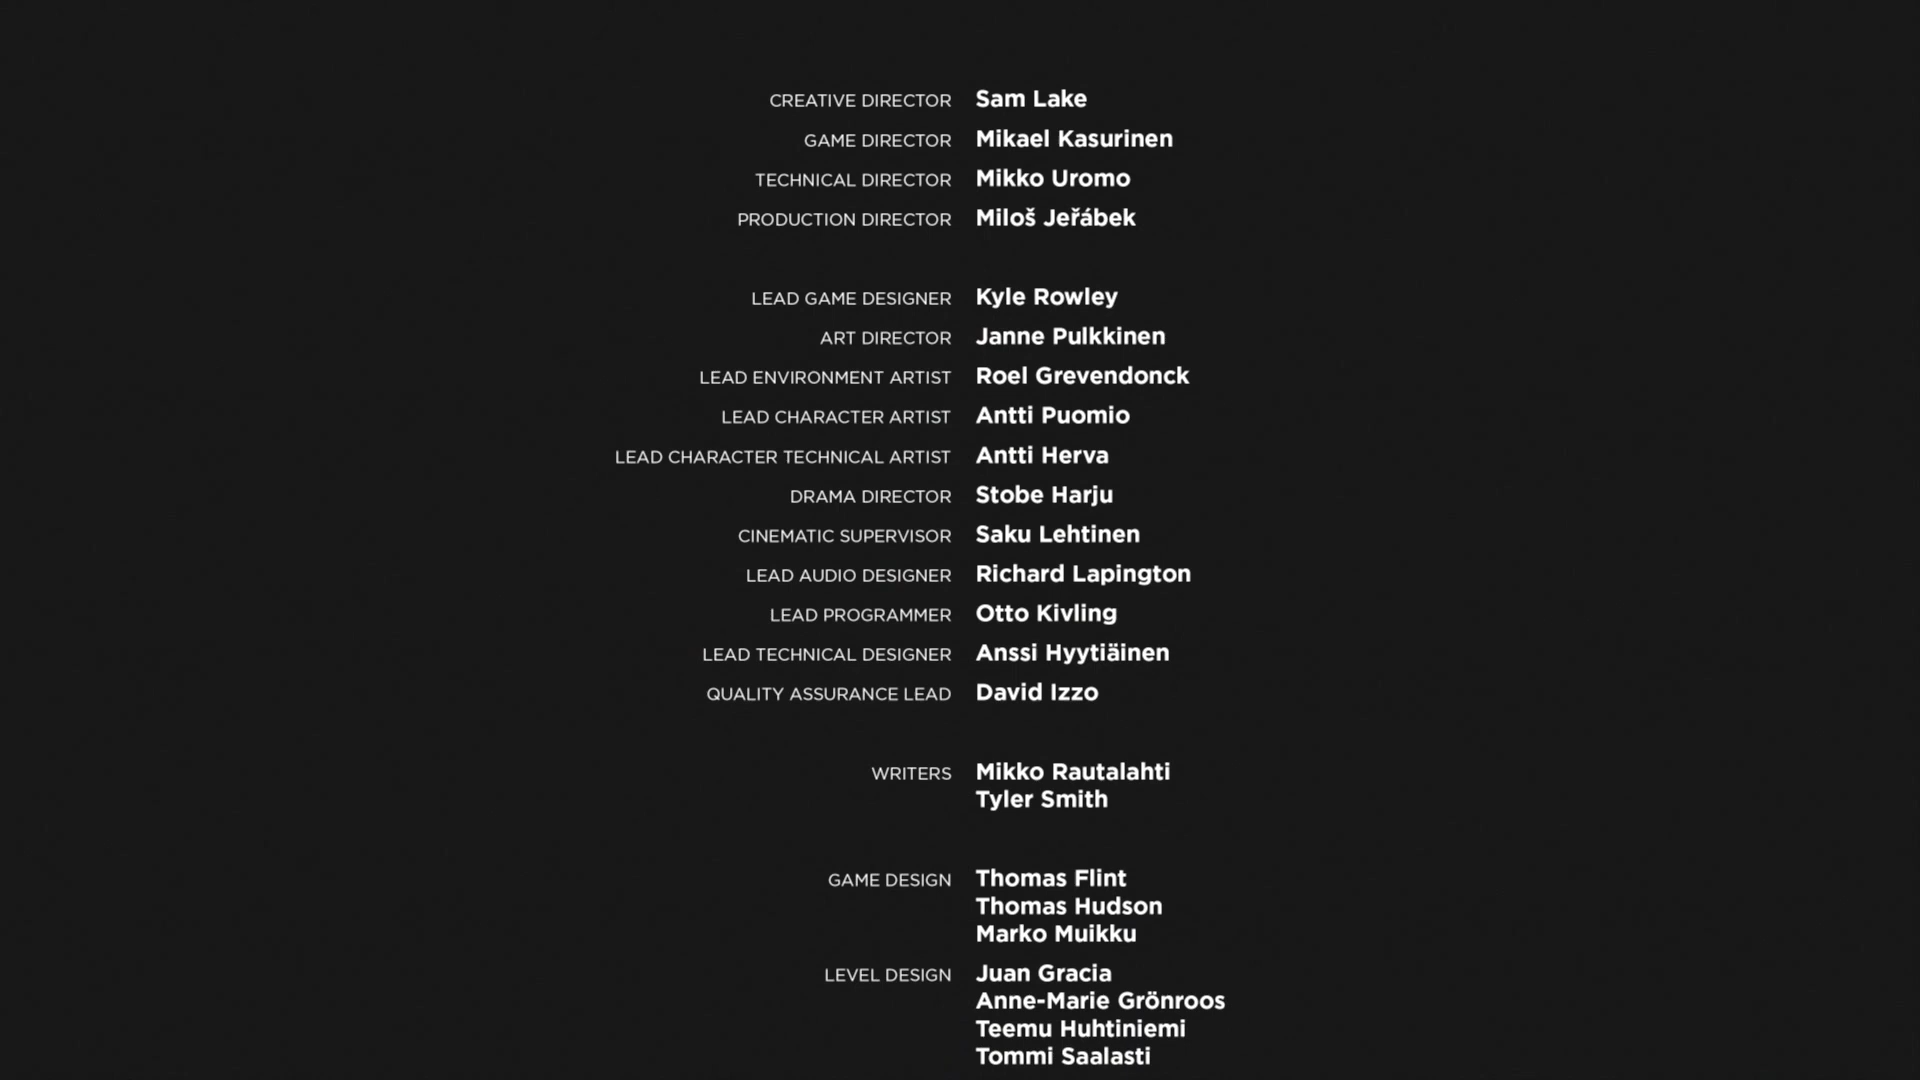 CREATIVE DIRECTOR Sam Lake
GAME DIRECTOR Mikael Kasurinen
TECHNICAL DIRECTOR Mikko Uromo
PRODUCTION DIRECTOR Miloš Jeřábek
LEAD GAME DESIGNER Kyle Rowley
ART DIRECTOR Janne Pulkkinen
LEAD ENVIRONMENT ARTIST Roel Grevendonck
LEAD CHARACTER ARTIST Antti Puomio
LEAD CHARACTER TECHNICAL ARTIST Antti Herva
DRAMA DIRECTOR Stobe Harju
CINEMATIC SUPERVISOR Saku Lehtinen
LEAD AUDIO DESIGNER Richard Lapington
LEAD PROGRAMMER Otto Kivling
LEAD TECHNICAL DESIGNER Anssi Hyytiäinen
QUALITY ASSURANCE LEAD David Izzo
WRITERS Mikko Rautalahti
Tyler Smith
GAME DESIGN Thomas Flint
Thomas Hudson
Marko Muikku
LEVEL DESIGN Juan Gracia
Anne-Marie Grönroos
Teemu Huhtiniemi
Tommi Saalasti